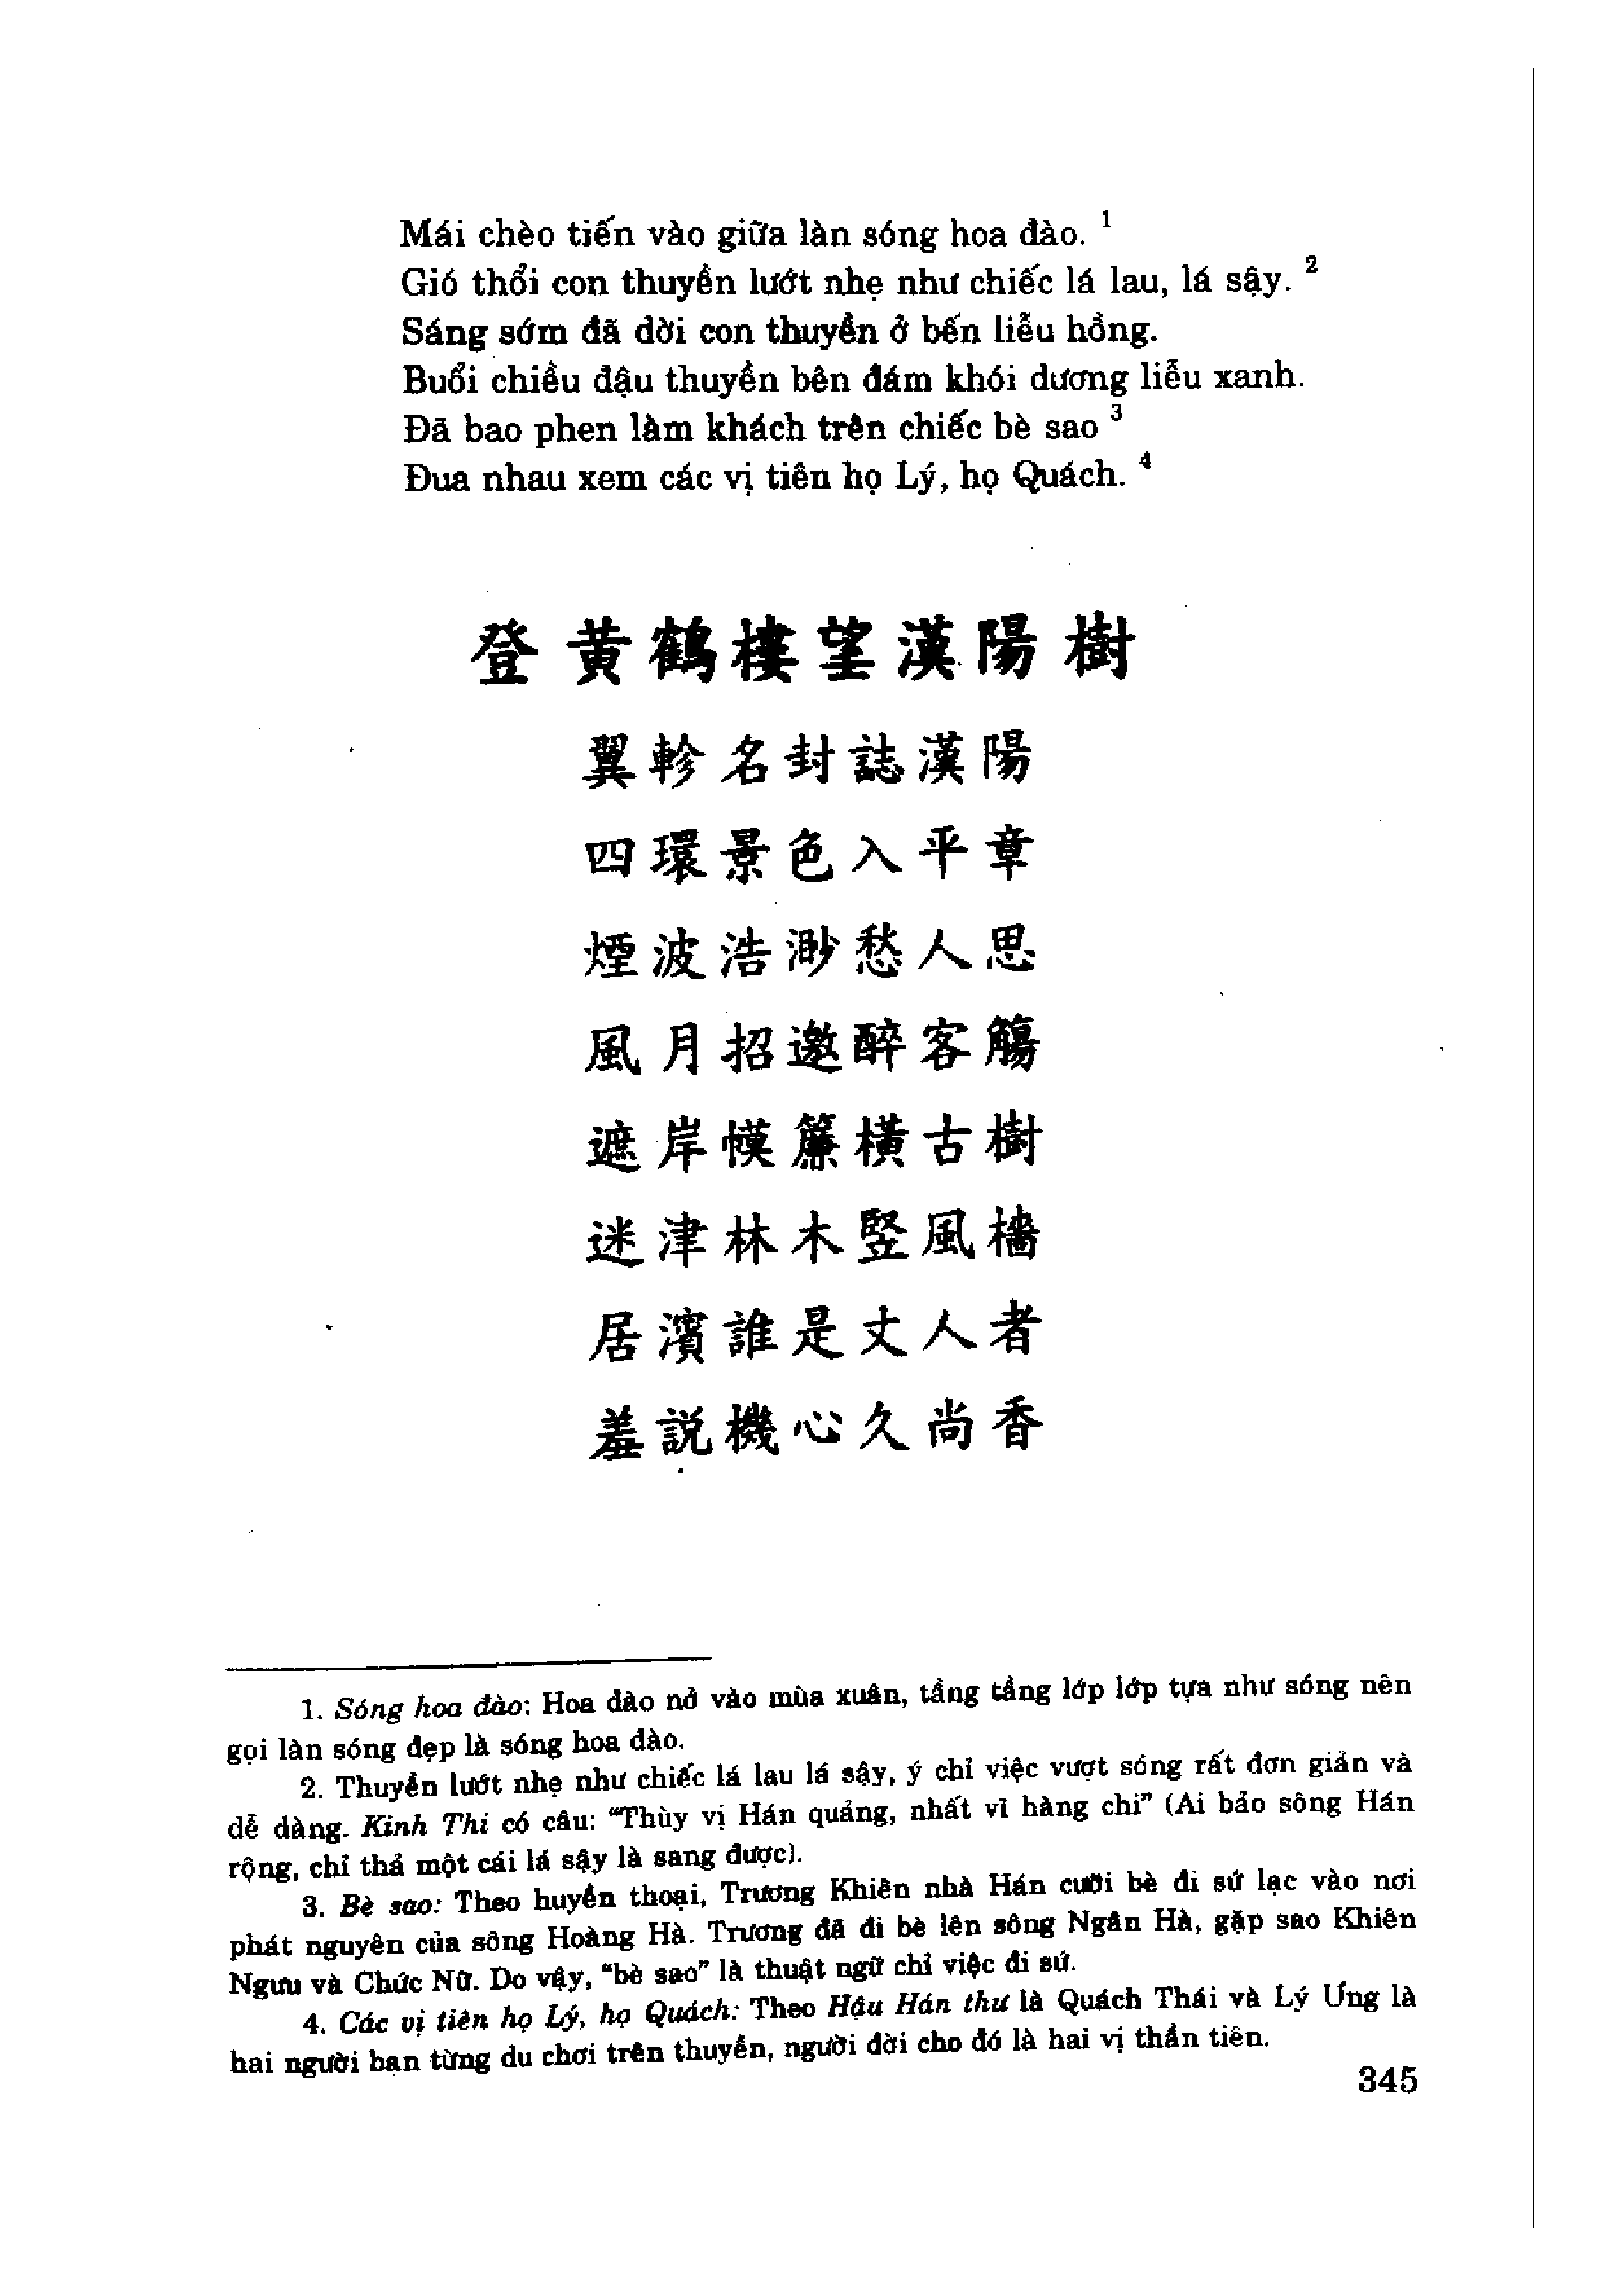 Mái chèo tiến vào giữa làn sóng hoa đào. 1
Gió thổi con thuyền lướt nhẹ như chiếc lá lau, lá sậy. 2
Sáng sớm đã dời con thuyền ở bến liễu hồng.
Buổi chiều đậu thuyền bên đám khói dương liễu xanh.
Đã bao phen làm khách trên chiếc bè sao 3
Đua nhau xem các vị tiên họ Lý, họ Quách. 4
登黄鶴樓望漢陽樹
翼軫名封誌漢陽
四環景色入平章
煙波浩渺愁人思
風月招邀醉客觴
遮岸幙簾橫古樹
迷津林木竪風檣
居濱誰是丈人者
羞説機心久尚香
1. Sóng hoa đào: Hoa đào nở vào mùa xuân, tầng tầng lớp lớp tựa như sóng nên
gọi làn sóng đẹp là sóng hoa đào.
2. Thuyền lướt nhẹ như chiếc lá lau lá sậy, ý chỉ việc vượt sóng rất đơn giản và
dễ dàng. Kinh Thi có câu: “Thùy vị Hán quảng, nhất vĩ hàng chi” (Ai bảo sông Hán
rộng, chỉ thả một cái lá sậy là sang được).
3. Bè sao: Theo huyền thoại, Trương Khiên nhà Hán cưỡi bè đi sứ lạc vào nơi
phát nguyên của sông Hoàng Hà. Trương đã đi bè lên sông Ngân Hà, gặp sao Khiên
Ngưu và Chức Nữ. Do vậy, “bè sao” là thuật ngữ chỉ việc đi sứ.
4. Các vị tiên họ Lý, họ Quách: Theo Hậu Hán thư là Quách Thái và Lý Ưng là
hai người bạn từng du chơi trên thuyền, người đời cho đó là hai vị thần tiên.
345